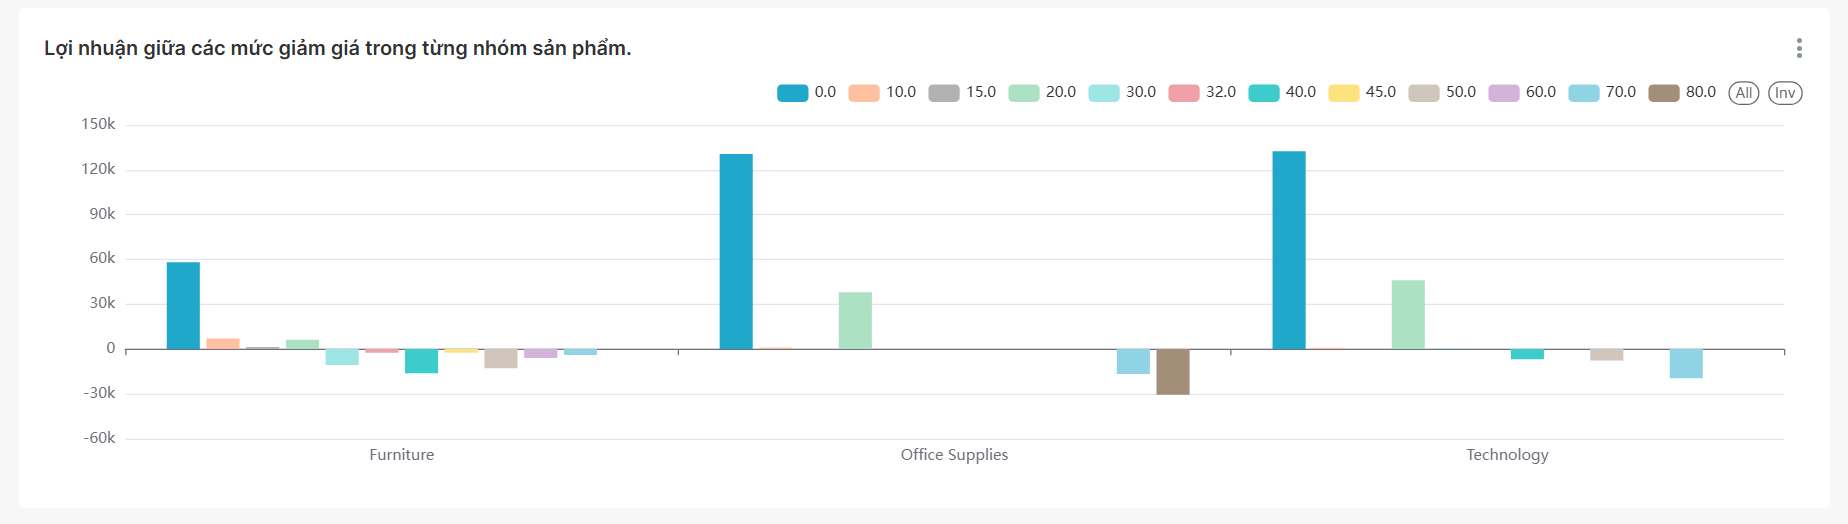 Lợi nhuận giữa các mức giảm giá trong từng nhóm sản phẩm.
0.0 10.0 15.0 20.0 30.0 32.0 40.0 45.0 50.0 60.0 70.0 80.0 All Inv
150k
120k
90k
60k
30k
0
-30k
-60k
Furniture Office Supplies Technology